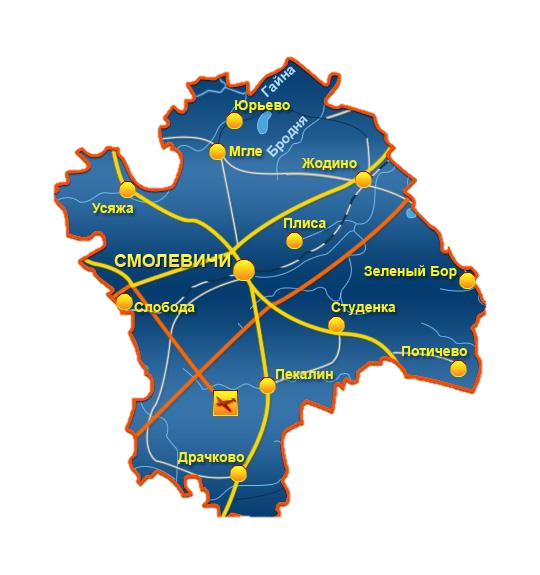 Гайна
Юрьево
Бродня
Мгле
Жодино
Усяжа
Плиса
СМОЛЕВИЧИ
Зеленый Бор
Слобода
Студенка
Потичево
Пекалин
Драчково